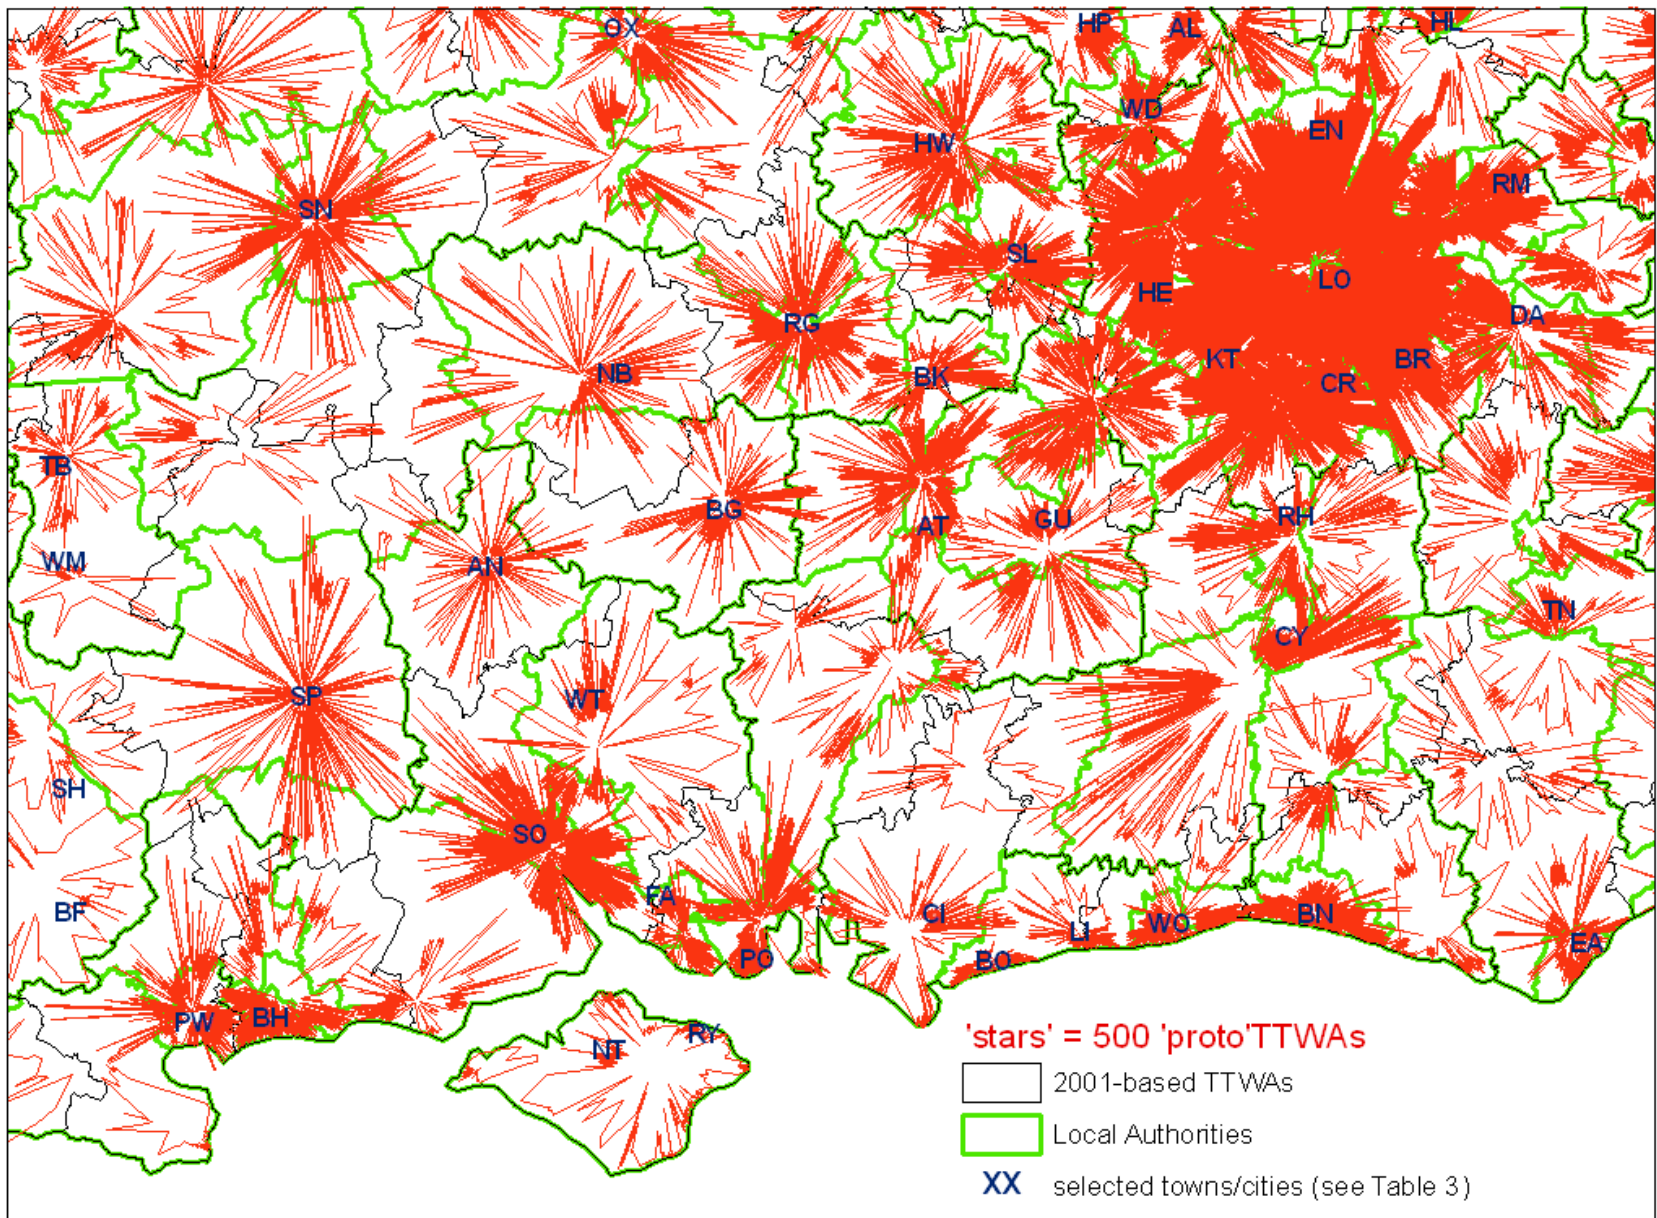 OX
HP
AL
HL
WD
EN
HW
RM
SN
SL
LO
HE
DA
RG
KT
BR
NB
BK
CR
TB
BG
GU
RH
AT
WM
AN
TN
CY
SP
WT
SH
SO
FA
BF
CI
LI
WO
BN
EA
PO
BO
PW
BH
RY
NT
'stars' = 500 'proto'TTWAs
2001-based TTWAs
Local Authorities
XX selected towns/cities (see Table 3)